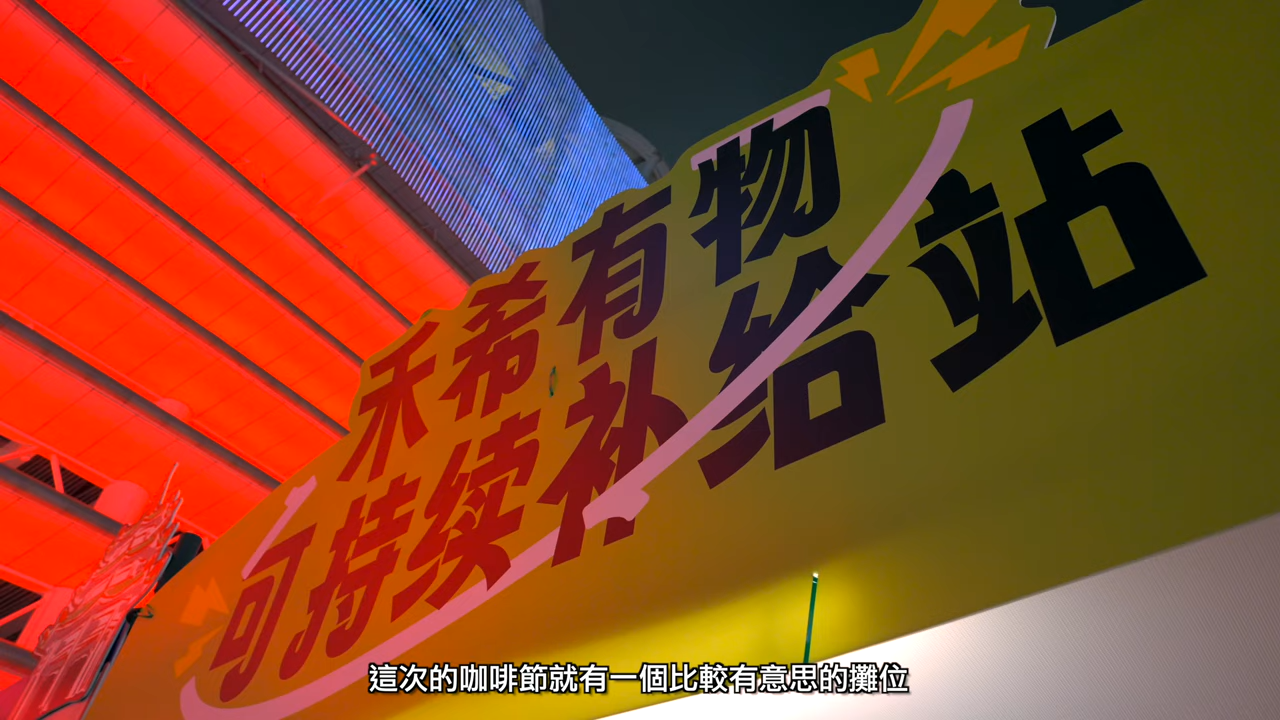 禾希有物
可持续补给站
這次的咖啡節就有一個比較有意思的攤位